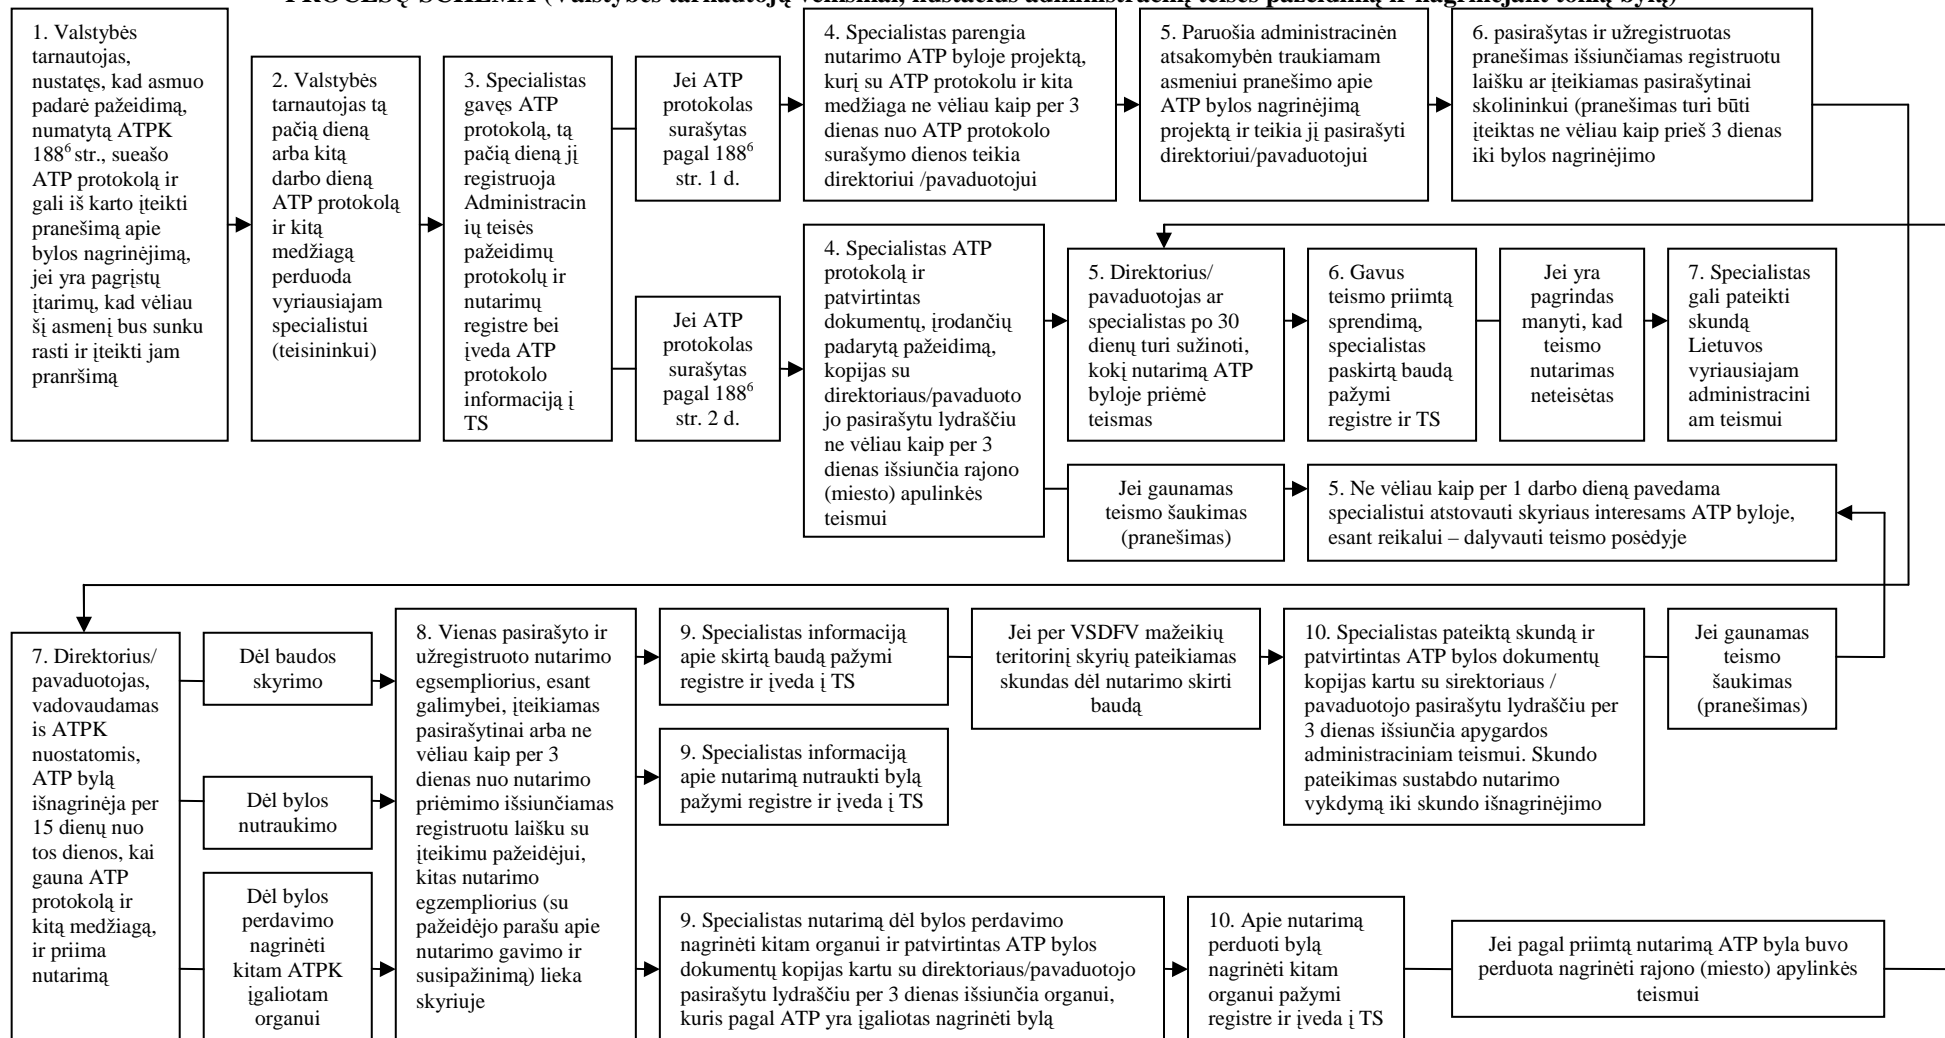 PROCESŲ SCHEMA (Valstybės tarnautojų veiksmai, nustačius administracinį teisės pažeidimą ir nagrinėjant tokią bylą)
1. Valstybės
tarnautojas,
nustatęs, kad asmuo
padarė pažeidimą,
numatytą ATPK
188⁶ str., sueašo
ATP protokolą ir
gali iš karto įteikti
pranešimą apie
bylos nagrinėjimą,
jei yra pagrįstų
įtarimų, kad vėliau
šį asmenį bus sunku
rasti ir įteikti jam
pranršimą
2. Valstybės
tarnautojas tą
pačią dieną
arba kitą
darbo dieną
ATP protokolą
ir kitą
medžiagą
perduoda
vyriausiajam
specialistui
(teisininkui)
3. Specialistas
gavęs ATP
protokolą, tą
pačią dieną jį
registruoja
Administracin
ių teisės
pažeidimų
protokolų ir
nutarimų
registre bei
įveda ATP
protokolo
informaciją į
TS
Jei ATP
protokolas
surašytas
pagal 188⁶
str. 1 d.
4. Specialistas parengia
nutarimo ATP byloje projektą,
kurį su ATP protokolu ir kita
medžiaga ne vėliau kaip per 3
dienas nuo ATP protokolo
surašymo dienos teikia
direktoriui /pavaduotojui
5. Paruošia administracinėn
atsakomybėn traukiamam
asmeniui pranešimo apie
ATP bylos nagrinėjimą
projektą ir teikia jį pasirašyti
direktoriui/pavaduotojui
6. pasirašytas ir užregistruotas
pranešimas išsiunčiamas registruotu
laišku ar įteikiamas pasirašytinai
skolininkui (pranešimas turi būti
įteiktas ne vėliau kaip prieš 3 dienas
iki bylos nagrinėjimo
Jei ATP
protokolas
surašytas
pagal 188⁶
str. 2 d.
4. Specialistas ATP
protokolą ir
patvirtintas
dokumentų, įrodančių
padarytą pažeidimą,
kopijas su
direktoriaus/pavaduoto
jo pasirašytu lydraščiu
ne vėliau kaip per 3
dienas išsiunčia rajono
(miesto) apulinkės
teismui
5. Direktorius/
pavaduotojas ar
specialistas po 30
dienų turi sužinoti,
kokį nutarimą ATP
byloje priėmė
teismas
6. Gavus
teismo priimtą
sprendimą,
specialistas
paskirtą baudą
pažymi
registre ir TS
Jei yra
pagrindas
manyti, kad
teismo
nutarimas
neteisėtas
7. Specialistas
gali pateikti
skundą
Lietuvos
vyriausiajam
administracini
am teismui
Jei gaunamas
teismo šaukimas
(pranešimas)
5. Ne vėliau kaip per 1 darbo dieną pavedama
specialistui atstovauti skyriaus interesams ATP byloje,
esant reikalui – dalyvauti teismo posėdyje
7. Direktorius/
pavaduotojas,
vadovaudamas
is ATPK
nuostatomis,
ATP bylą
išnagrinėja per
15 dienų nuo
tos dienos, kai
gauna ATP
protokolą ir
kitą medžiagą,
ir priima
nutarimą
Dėl baudos
skyrimo
Dėl bylos
nutraukimo
Dėl bylos
perdavimo
nagrinėti
kitam ATPK
įgaliotam
organui
8. Vienas pasirašyto ir
užregistruoto nutarimo
egsempliorius, esant
galimybei, įteikiamas
pasirašytinai arba ne
vėliau kaip per 3
dienas nuo nutarimo
priėmimo išsiunčiamas
registruotu laišku su
įteikimu pažeidėjui,
kitas nutarimo
egzempliorius (su
pažeidėjo parašu apie
nutarimo gavimo ir
susipažinimą) lieka
skyriuje
9. Specialistas informaciją
apie skirtą baudą pažymi
registre ir įveda į TS
Jei per VSDFV mažeikių
teritorinį skyrių pateikiamas
skundas dėl nutarimo skirti
baudą
10. Specialistas pateiktą skundą ir
patvirtintas ATP bylos dokumentų
kopijas kartu su sirektoriaus /
pavaduotojo pasirašytu lydraščiu per
3 dienas išsiunčia apygardos
administraciniam teismui. Skundo
pateikimas sustabdo nutarimo
vykdymą iki skundo išnagrinėjimo
Jei gaunamas
teismo
šaukimas
(pranešimas)
9. Specialistas informaciją
apie nutarimą nutraukti bylą
pažymi registre ir įveda į TS
9. Specialistas nutarimą dėl bylos perdavimo
nagrinėti kitam organui ir patvirtintas ATP bylos
dokumentų kopijas kartu su direktoriaus/pavaduotojo
pasirašytu lydraščiu per 3 dienas išsiunčia organui,
kuris pagal ATP yra įgaliotas nagrinėti bylą
10. Apie nutarimą
perduoti bylą
nagrinėti kitam
organui pažymi
registre ir įveda į TS
Jei pagal priimtą nutarimą ATP byla buvo
perduota nagrinėti rajono (miesto) apylinkės
teismui